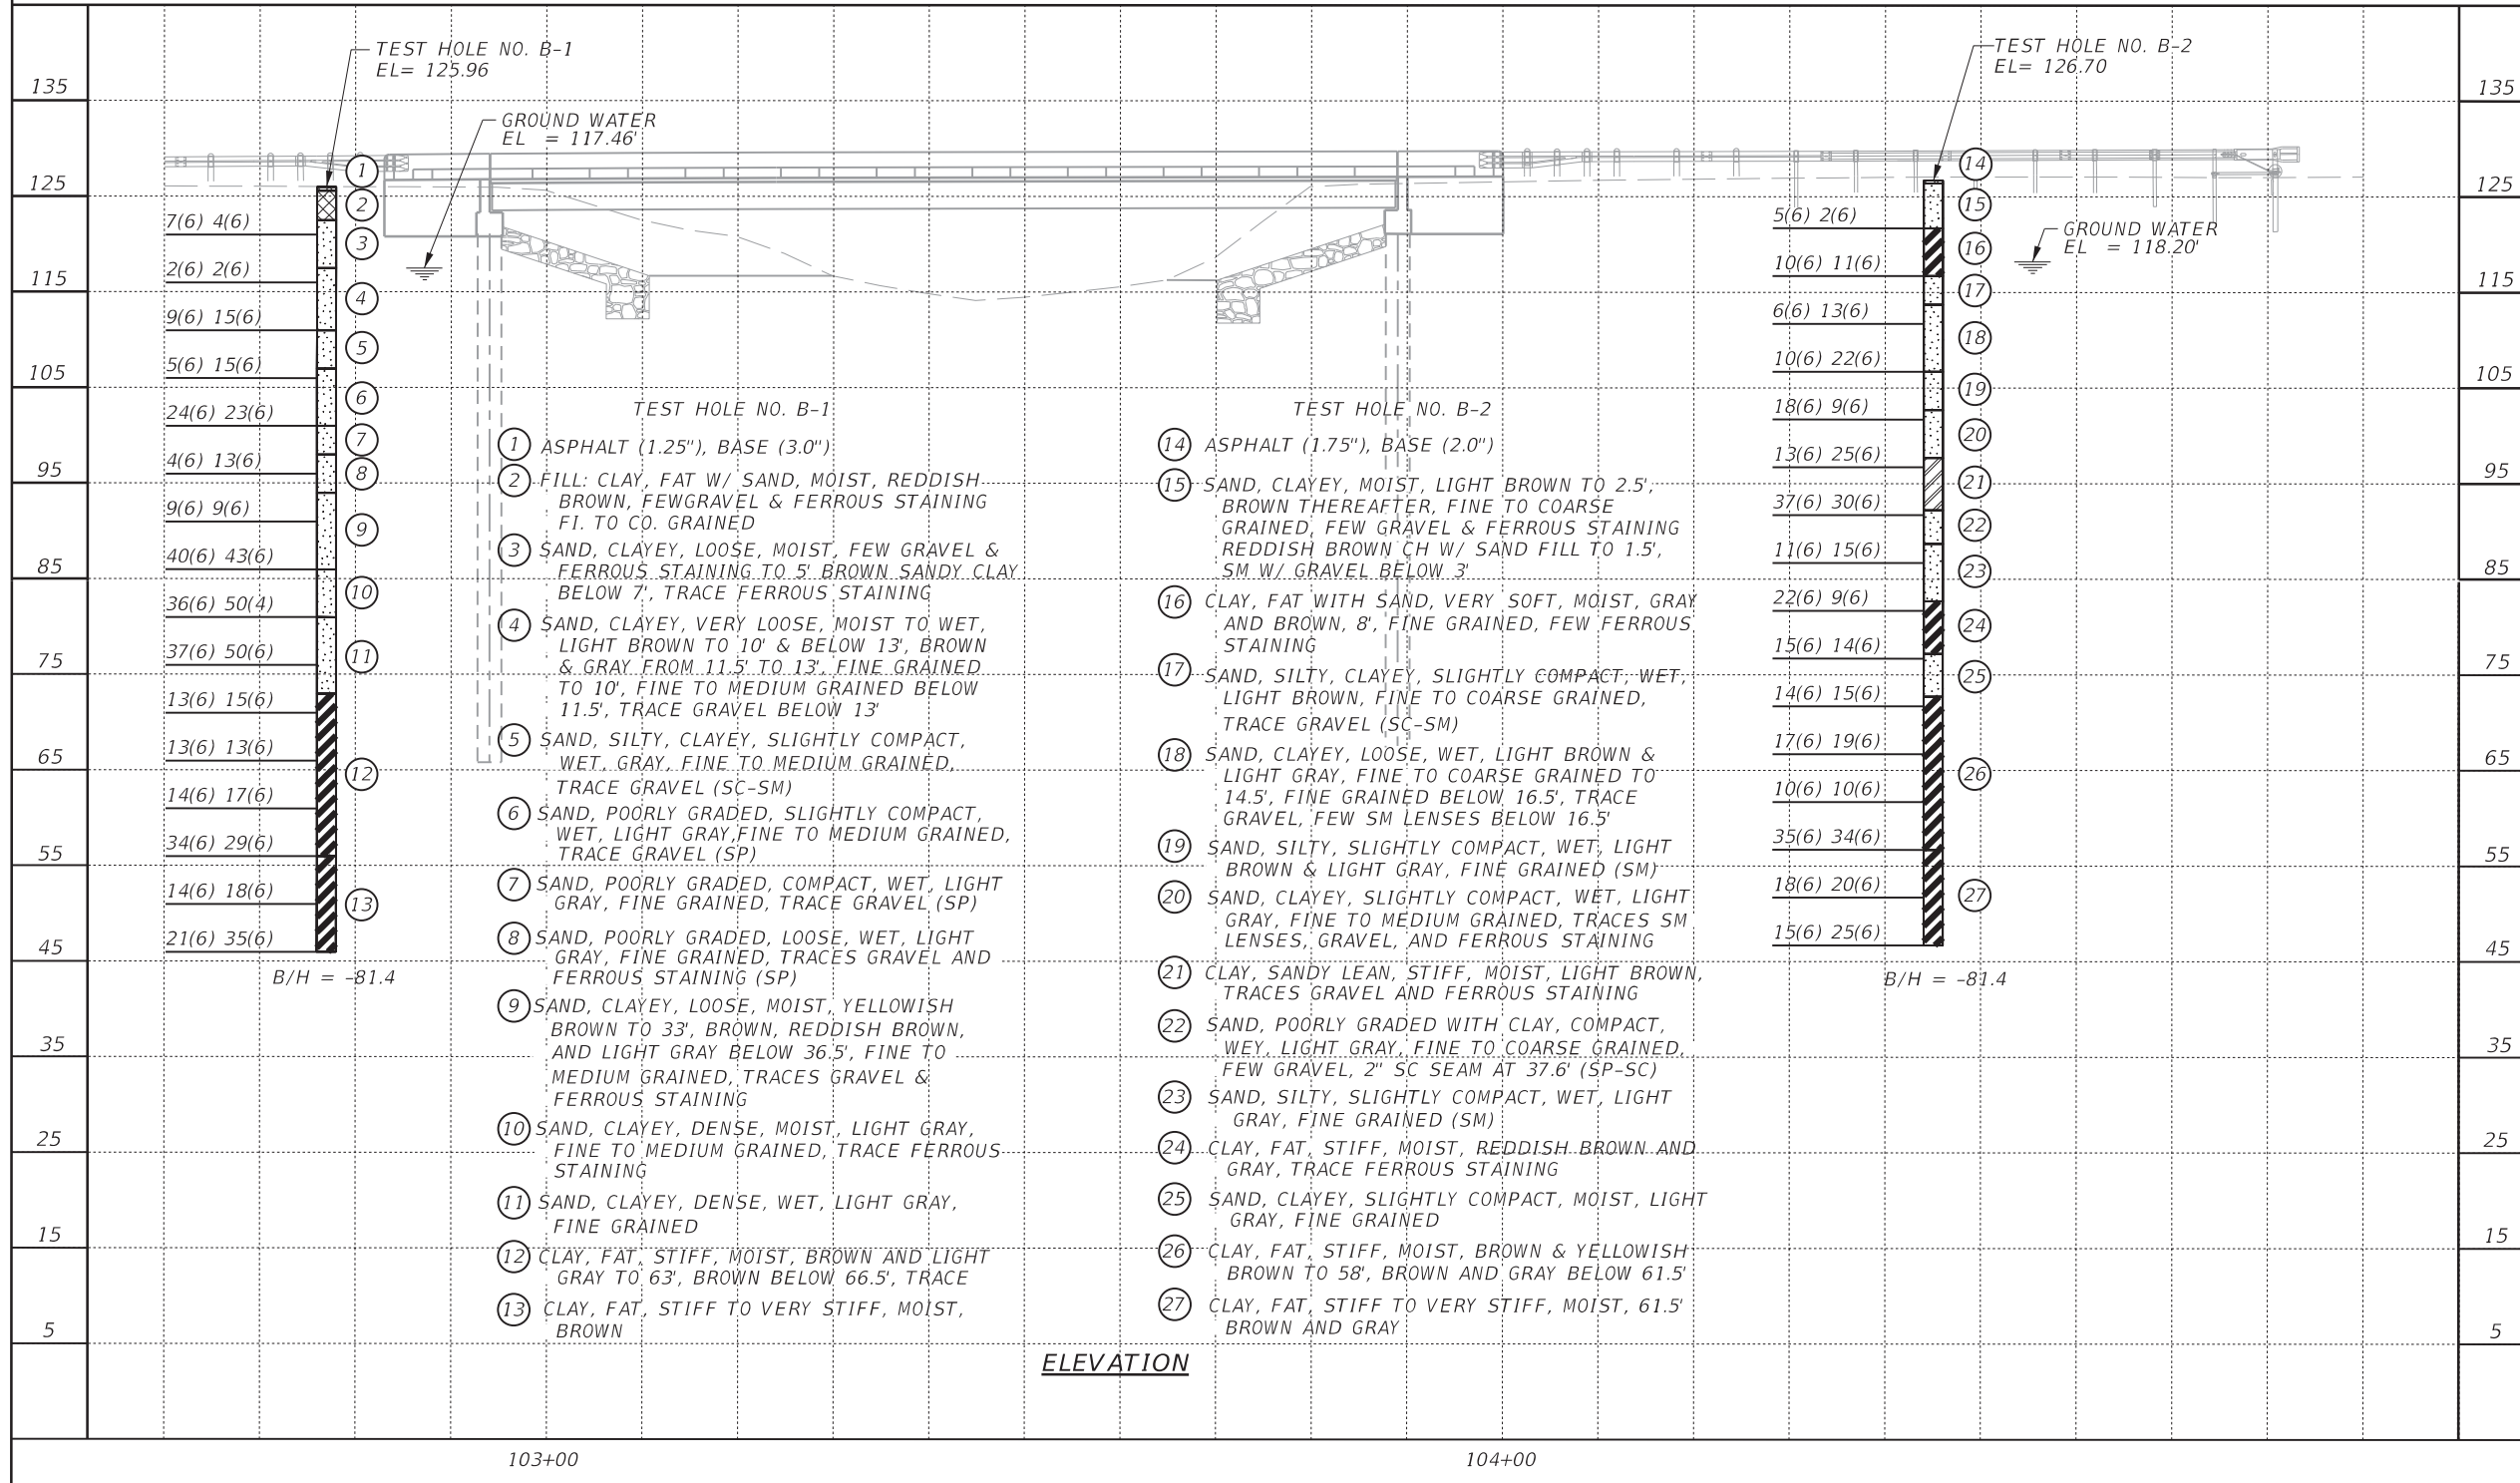 TEST HOLE NO. B-1
EL= 125.96
TEST HOLE NO. B-2
EL= 126.70
GROUND WATER
EL = 117.46'
GROUND WATER
EL = 118.20'
135
125
115
105
95
85
75
65
55
45
35
25
15
5
7(6) 4(6)
2(6) 2(6)
9(6) 15(6)
5(6) 15(6)
24(6) 23(6)
4(6) 13(6)
9(6) 9(6)
40(6) 43(6)
36(6) 50(4)
37(6) 50(6)
13(6) 15(6)
13(6) 13(6)
14(6) 17(6)
34(6) 29(6)
14(6) 18(6)
21(6) 35(6)
B/H = -81.4
1
2
3
4
5
6
7
8
9
10
11
12
13
TEST HOLE NO. B-1
1 ASPHALT (1.25"), BASE (3.0")
2 FILL: CLAY, FAT W/ SAND, MOIST, REDDISH
BROWN, FEWGRAVEL & FERROUS STAINING
FI. TO CO. GRAINED
3 SAND, CLAYEY, LOOSE, MOIST, FEW GRAVEL &
FERROUS STAINING TO 5' BROWN SANDY CLAY
BELOW 7', TRACE FERROUS STAINING
4 SAND, CLAYEY, VERY LOOSE, MOIST TO WET,
LIGHT BROWN TO 10' & BELOW 13', BROWN
& GRAY FROM 11.5' TO 13', FINE GRAINED
TO 10', FINE TO MEDIUM GRAINED BELOW
11.5', TRACE GRAVEL BELOW 13'
5 SAND, SILTY, CLAYEY, SLIGHTLY COMPACT,
WET, GRAY, FINE TO MEDIUM GRAINED,
TRACE GRAVEL (SC-SM)
6 SAND, POORLY GRADED, SLIGHTLY COMPACT,
WET, LIGHT GRAY,FINE TO MEDIUM GRAINED,
TRACE GRAVEL (SP)
7 SAND, POORLY GRADED, COMPACT, WET, LIGHT
GRAY, FINE GRAINED, TRACE GRAVEL (SP)
8 SAND, POORLY GRADED, LOOSE, WET, LIGHT
GRAY, FINE GRAINED, TRACES GRAVEL AND
FERROUS STAINING (SP)
9 SAND, CLAYEY, LOOSE, MOIST, YELLOWISH
BROWN TO 33', BROWN, REDDISH BROWN,
AND LIGHT GRAY BELOW 36.5', FINE TO
MEDIUM GRAINED, TRACES GRAVEL &
FERROUS STAINING
10 SAND, CLAYEY, DENSE, MOIST, LIGHT GRAY,
FINE TO MEDIUM GRAINED, TRACE FERROUS
STAINING
11 SAND, CLAYEY, DENSE, WET, LIGHT GRAY,
FINE GRAINED
12 CLAY, FAT, STIFF, MOIST, BROWN AND LIGHT
GRAY TO 63', BROWN BELOW 66.5', TRACE
13 CLAY, FAT, STIFF TO VERY STIFF, MOIST,
BROWN
TEST HOLE NO. B-2
14 ASPHALT (1.75"), BASE (2.0")
15 SAND, CLAYEY, MOIST, LIGHT BROWN TO 2.5',
BROWN THEREAFTER, FINE TO COARSE
GRAINED, FEW GRAVEL & FERROUS STAINING
REDDISH BROWN CH W/ SAND FILL TO 1.5',
SM W/ GRAVEL BELOW 3'
16 CLAY, FAT WITH SAND, VERY SOFT, MOIST, GRAY
AND BROWN, 8', FINE GRAINED, FEW FERROUS
STAINING
17 SAND, SILTY, CLAYEY, SLIGHTLY COMPACT, WET,
LIGHT BROWN, FINE TO COARSE GRAINED,
TRACE GRAVEL (SC-SM)
18 SAND, CLAYEY, LOOSE, WET, LIGHT BROWN &
LIGHT GRAY, FINE TO COARSE GRAINED TO
14.5', FINE GRAINED BELOW 16.5', TRACE
GRAVEL, FEW SM LENSES BELOW 16.5'
19 SAND, SILTY, SLIGHTLY COMPACT, WET, LIGHT
BROWN & LIGHT GRAY, FINE GRAINED (SM)
20 SAND, CLAYEY, SLIGHTLY COMPACT, WET, LIGHT
GRAY, FINE TO MEDIUM GRAINED, TRACES SM
LENSES, GRAVEL, AND FERROUS STAINING
21 CLAY, SANDY LEAN, STIFF, MOIST, LIGHT BROWN,
TRACES GRAVEL AND FERROUS STAINING
22 SAND, POORLY GRADED WITH CLAY, COMPACT,
WEY, LIGHT GRAY, FINE TO COARSE GRAINED,
FEW GRAVEL, 2" SC SEAM AT 37.6' (SP-SC)
23 SAND, SILTY, SLIGHTLY COMPACT, WET, LIGHT
GRAY, FINE GRAINED (SM)
24 CLAY, FAT, STIFF, MOIST, REDDISH BROWN AND
GRAY, TRACE FERROUS STAINING
25 SAND, CLAYEY, SLIGHTLY COMPACT, MOIST, LIGHT
GRAY, FINE GRAINED
26 CLAY, FAT, STIFF, MOIST, BROWN & YELLOWISH
BROWN TO 58', BROWN AND GRAY BELOW 61.5'
27 CLAY, FAT, STIFF TO VERY STIFF, MOIST, 61.5'
BROWN AND GRAY
5(6) 2(6)
10(6) 11(6)
6(6) 13(6)
10(6) 22(6)
18(6) 9(6)
13(6) 25(6)
37(6) 30(6)
11(6) 15(6)
22(6) 9(6)
15(6) 14(6)
14(6) 15(6)
17(6) 19(6)
10(6) 10(6)
35(6) 34(6)
18(6) 20(6)
15(6) 25(6)
B/H = -81.4
14
15
16
17
18
19
20
21
22
23
24
25
26
27
135
125
115
105
95
85
75
65
55
45
35
25
15
5
ELEVATION
103+00
104+00